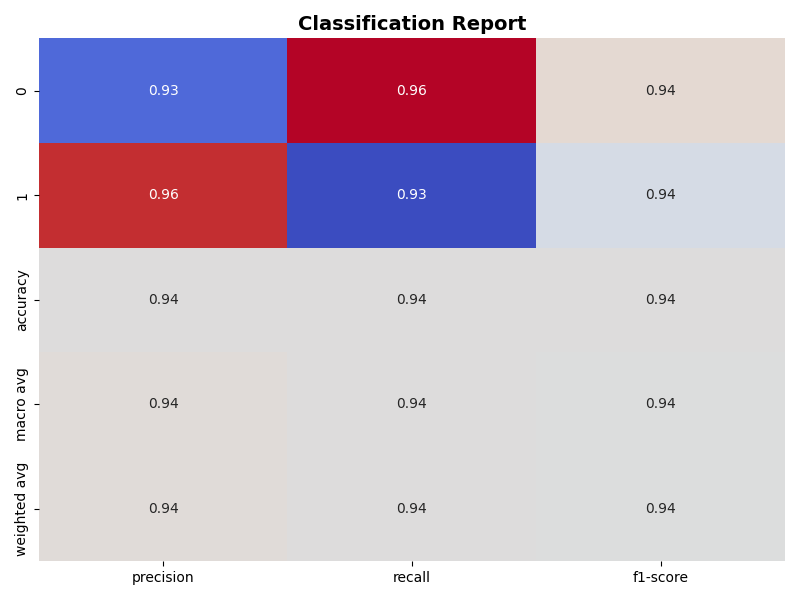 Classification Report
0 0.93 0.96 0.94
1 0.96 0.93 0.94
accuracy 0.94 0.94 0.94
macro avg 0.94 0.94 0.94
weighted avg 0.94 0.94 0.94
precision recall f1-score